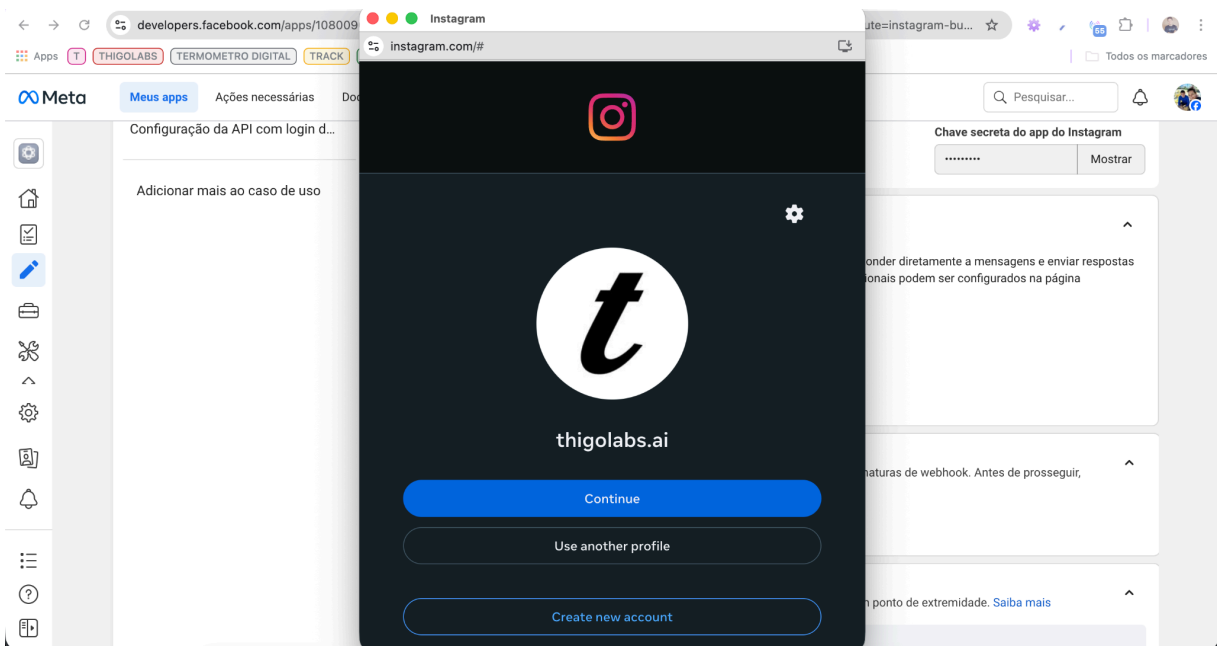 Instagram
developers.facebook.com/apps/108009
ute=instagram-bu...
55
instagram.com/#
Apps
T
THIGOLABS
TERMOMETRO DIGITAL
TRACK
Todos os marcadores
Meta
Meus apps
Ações necessárias
Doc
Pesquisar...
Configuração da API com login d...
Adicionar mais ao caso de uso
Chave secreta do app do Instagram
•••••••••
Mostrar
onder diretamente a mensagens e enviar respostas
ionais podem ser configurados na página
t
thigolabs.ai
Continue
Use another profile
Create new account
naturas de webhook. Antes de prosseguir,
ponto de extremidade. Saiba mais